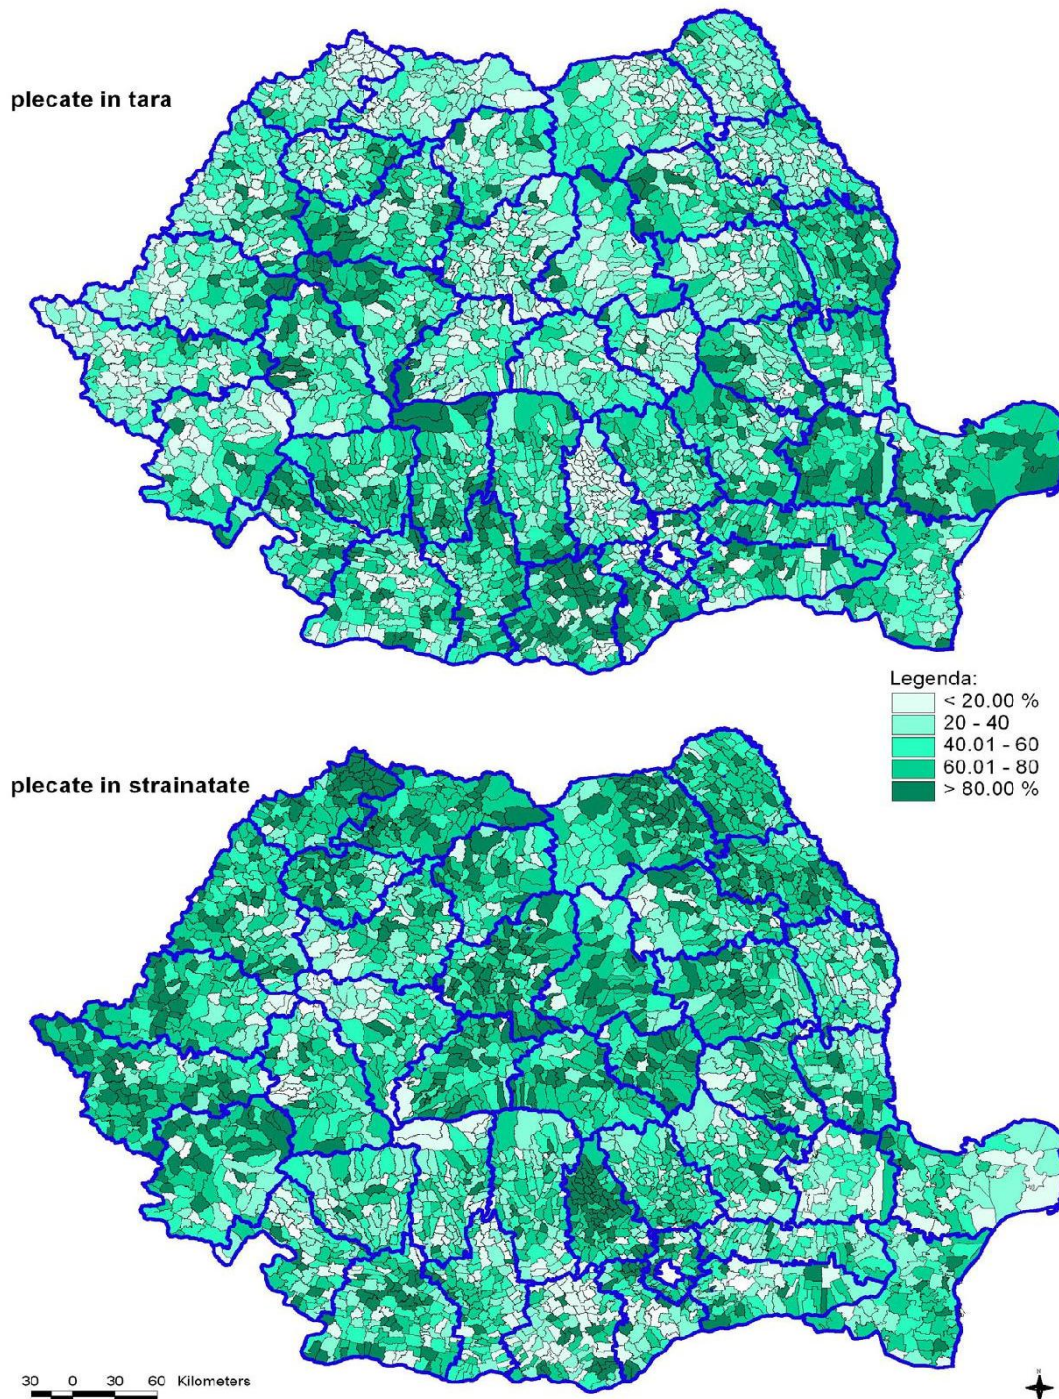 plecate in tara
Legenda:
< 20.00 %
20 - 40
40.01 - 60
60.01 - 80
> 80.00 %
plecate in strainatate
30 0 30 60 Kilometers
N